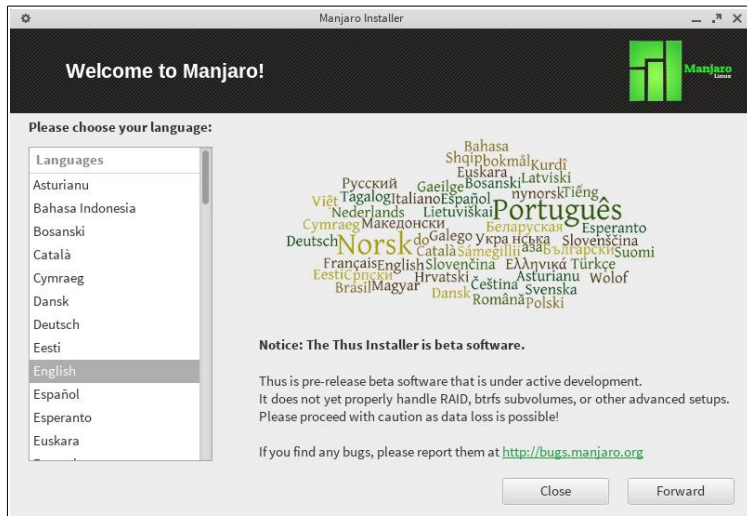 Manjaro Installer
Welcome to Manjaro!
Manjaro
Linux
Please choose your language:
Languages
Asturianu
Bahasa Indonesia
Bosanski
Català
Cymraeg
Dansk
Deutsch
Eesti
English
Español
Esperanto
Euskara
Bahasa
Shqip bokmål Kurdî
Euskara
Русский Gaeilge Bosanski Latviski
nynorsk Tiếng
Việt Tagalog Italiano Español
Nederlands Lietuviškai Português
Cymraeg Македонски Беларуская Esperanto
Deutsch Norsk do Galego Slovenščina
Català Sámegillii Български Suomi
Français English Slovenčina Ελληνικά Türkçe
Eesti Српски Hrvatski Čeština Asturianu Wolof
Brasil Magyar Dansk Svenska
Română Polski
Notice: The Thus Installer is beta software.
Thus is pre-release beta software that is under active development.
It does not yet properly handle RAID, btrfs subvolumes, or other advanced setups.
Please proceed with caution as data loss is possible!
If you find any bugs, please report them at http://bugs.manjaro.org
Close Forward